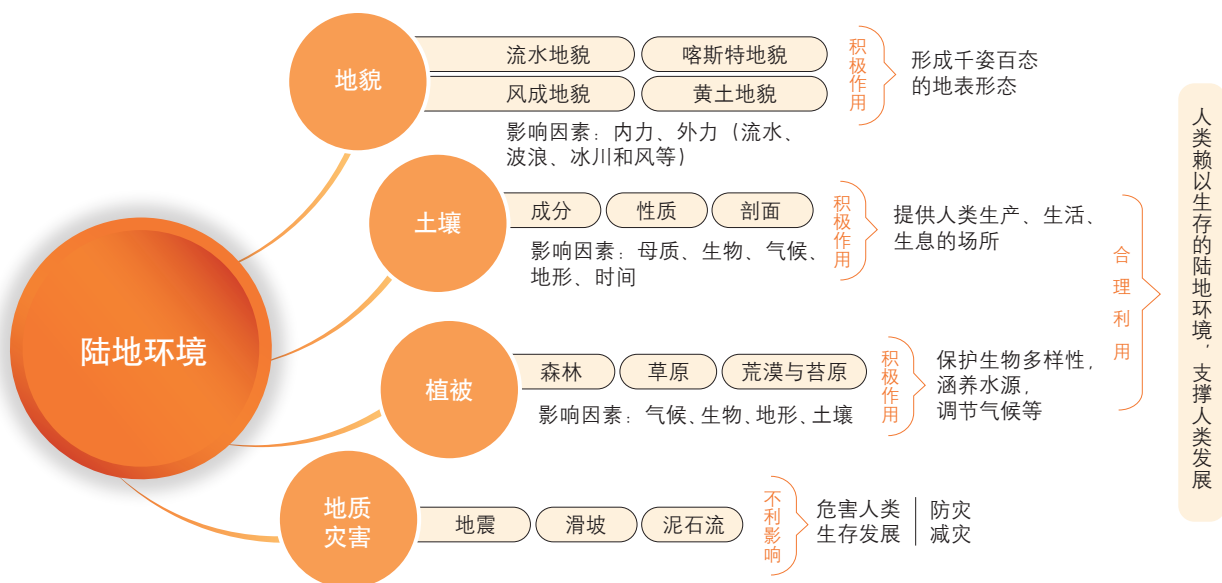 陆地环境
地貌
流水地貌
喀斯特地貌
风成地貌
黄土地貌
影响因素：内力、外力（流水、
波浪、冰川和风等）
积极作用
形成千姿百态
的地表形态
土壤
成分
性质
剖面
影响因素：母质、生物、气候、
地形、时间
积极作用
提供人类生产、生活、
生息的场所
植被
森林
草原
荒漠与苔原
影响因素：气候、生物、地形、土壤
积极作用
保护生物多样性，
涵养水源，
调节气候等
合理利用
地质
灾害
地震
滑坡
泥石流
不利影响
危害人类
生存发展
防灾
减灾
人类赖以生存的陆地环境，支撑人类发展